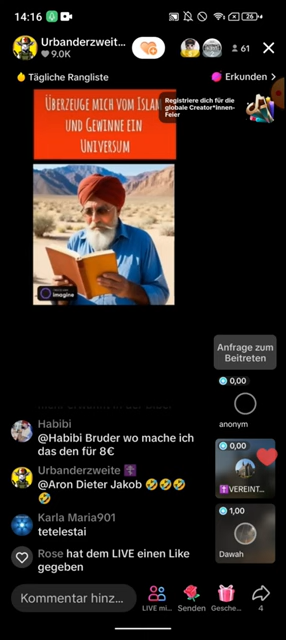 14:16
26
Urbanderzweit...
9.0K
61
Tägliche Rangliste
Erkunden >
ÜBERZEUGE MICH VOM ISLAM
UND GEWINNE EIN
UNIVERSUM
Registriere dich für die
globale Creator*innen-
Feier
imagine
Anfrage zum
Beitreten
0,00
anonym
Habibi
@Habibi Bruder wo mache ich
das den für 8€
0,00
VEREINT...
Urbanderzweite
@Aron Dieter Jakob 🤣🤣🤣
🤣
Karla Maria901
tetelestai
1,00
Dawah
Rose hat dem LIVE einen Like
gegeben
Kommentar hinz...
LIVE mi...
Senden
Gesche...
4